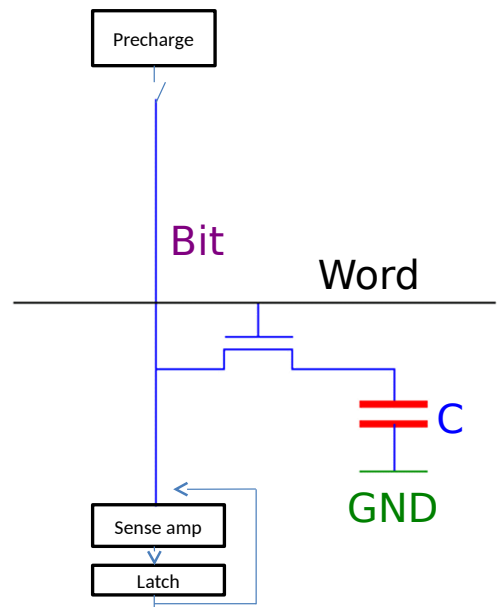 Precharge
Bit
Word
C
GND
Sense amp
Latch